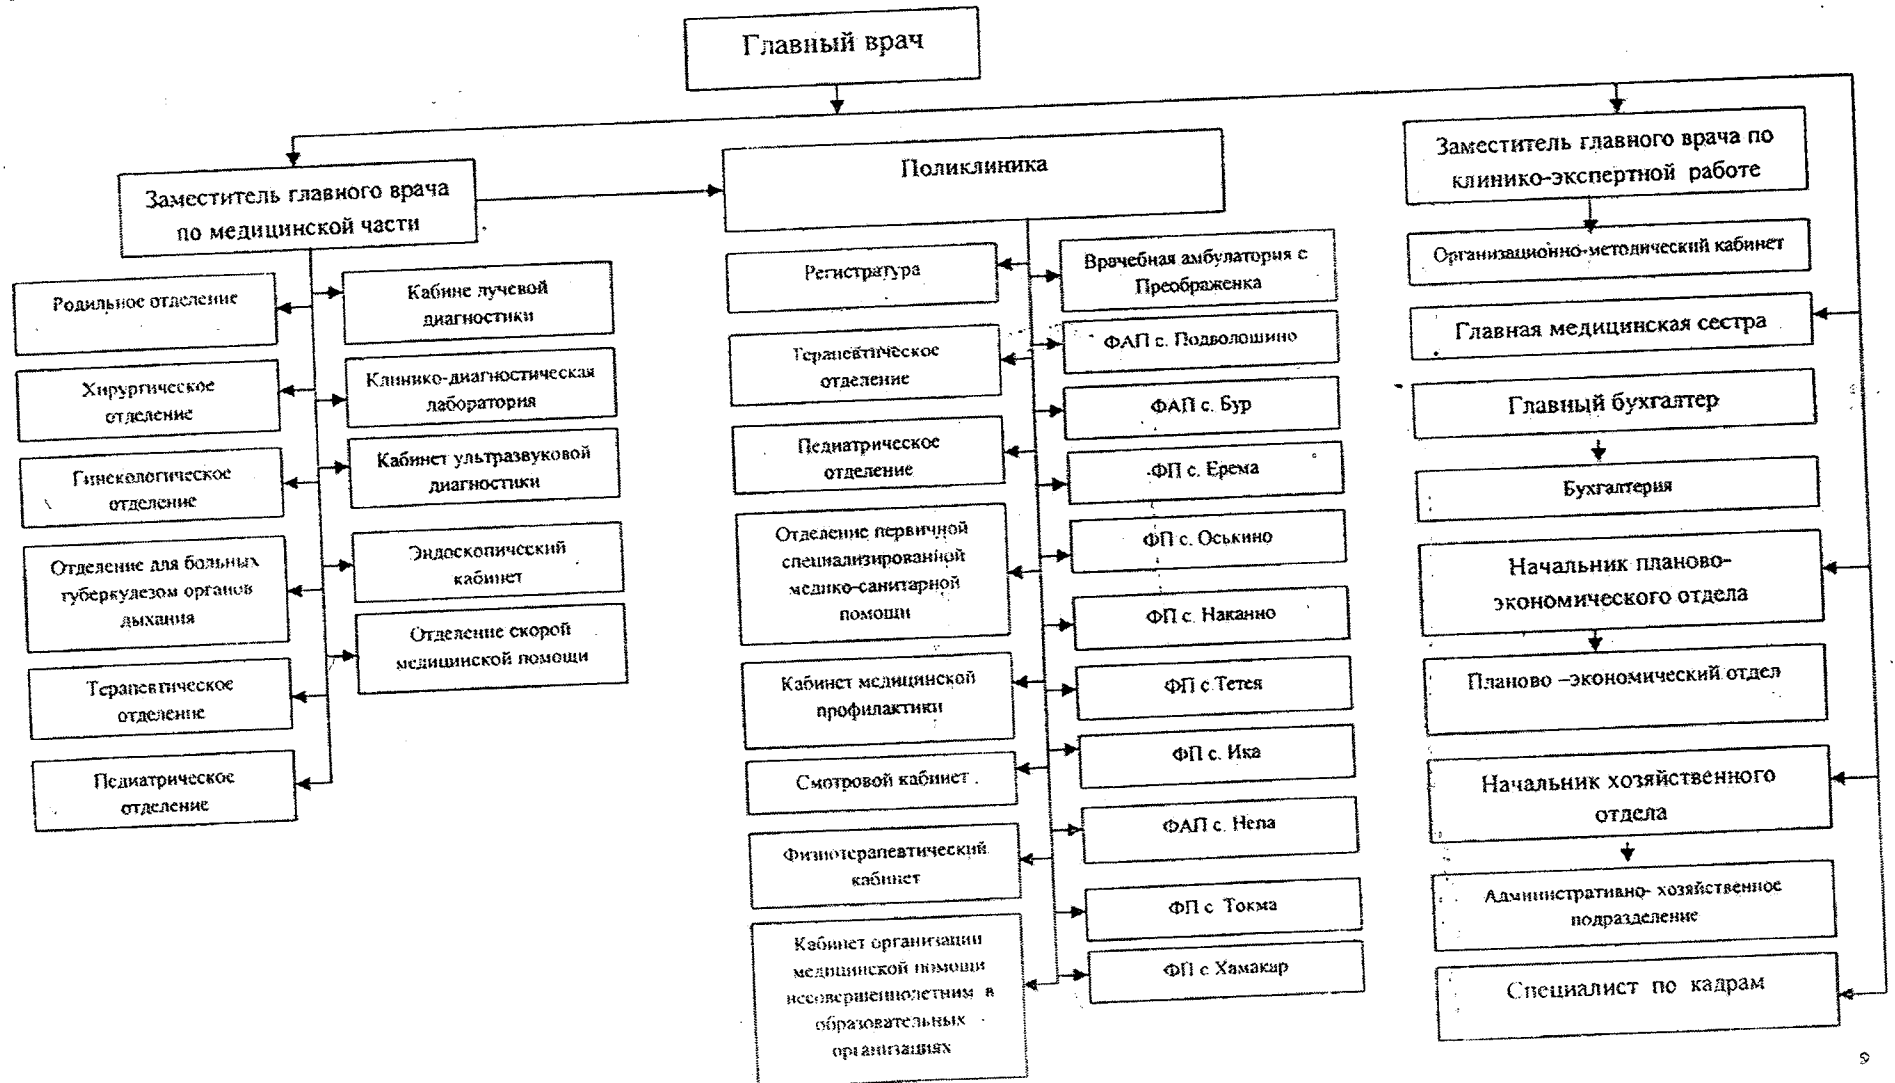 Главный врач
Заместитель главного врача
по медицинской части
Родильное отделение
Хирургическое
отделение
Гинекологическое
отделение
Отделение для больных
туберкулезом органов
дыхания
Терапевтическое
отделение
Педиатрическое
отделение
Кабине лучевой
диагностики
Клинико-диагностическая
лаборатория
Кабинет ультразвуковой
диагностики
Эндоскопический
кабинет
Отделение скорой
медицинской помощи
Поликлиника
Регистратура
Терапевтическое
отделение
Педиатрическое
отделение
Отделение первичной
специализированной
медико-санитарной
помощи
Кабинет медицинской
профилактики
Смотровой кабинет
Физиотерапевтический
кабинет
Кабинет организации
медицинской помощи
несовершеннолетним в
образовательных
организациях
Врачебная амбулатория с
Преображенка
ФАП с. Подволошино
ФАП с. Бур
ФП с. Ерема
ФП с. Оськино
ФП с. Наканно
ФП с.Тетея
ФП с. Ика
ФАП с. Непа
ФП с Токма
ФП с Хамакар
Заместитель главного врача по
клинико-экспертной работе
Организационно-методический кабинет
Главная медицинская сестра
Главный бухгалтер
Бухгалтерия
Начальник планово-
экономического отдела
Планово –экономический отдел
Начальник хозяйственного
отдела
Административно- хозяйственное
подразделение
Специалист по кадрам
9